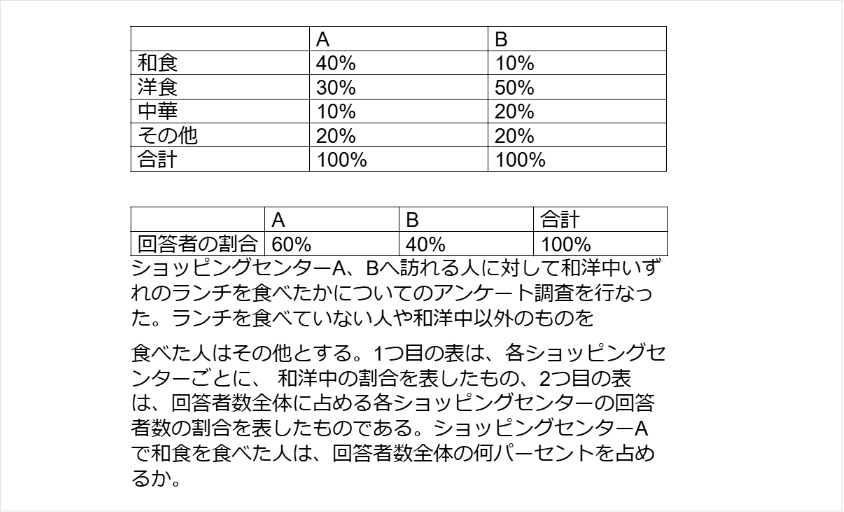 A B
和食 40% 10%
洋食 30% 50%
中華 10% 20%
その他 20% 20%
合計 100% 100%
A B 合計
回答者の割合 60% 40% 100%
ショッピングセンターA、Bへ訪れる人に対して和洋中いず
れのランチを食べたかについてのアンケート調査を行なっ
た。ランチを食べていない人や和洋中以外のものを
食べた人はその他とする。1つ目の表は、各ショッピングセ
ンターごとに、 和洋中の割合を表したもの、2つ目の表
は、回答者数全体に占める各ショッピングセンターの回答
者数の割合を表したものである。ショッピングセンターA
で和食を食べた人は、回答者数全体の何パーセントを占め
るか。